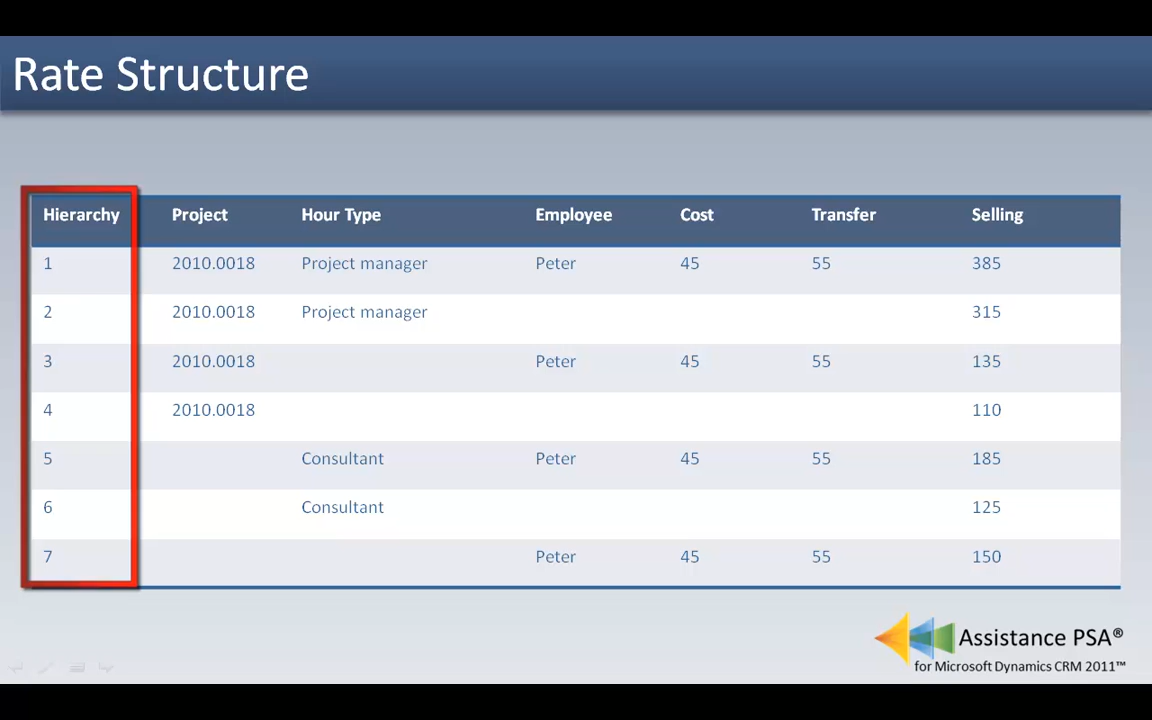 Rate Structure
Hierarchy Project Hour Type Employee Cost Transfer Selling
1 2010.0018 Project manager Peter 45 55 385
2 2010.0018 Project manager 315
3 2010.0018 Peter 45 55 135
4 2010.0018 110
5 Consultant Peter 45 55 185
6 Consultant 125
7 Peter 45 55 150
Assistance PSA®
for Microsoft Dynamics CRM 2011™